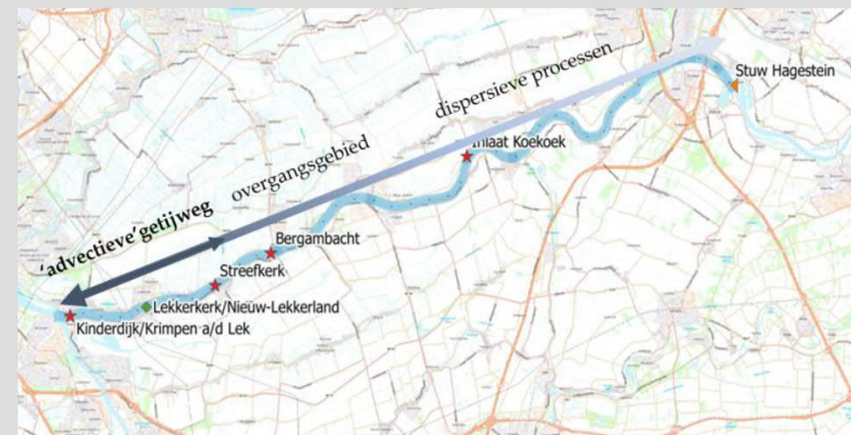 dispersieve processen
Stuw Hagestein
Inlaat Koekoek
overgangsgebied
'advectieve'getijweg
Bergambacht
Streefkerk
Lekkerkerk/Nieuw-Lekkerland
Kinderdijk/Krimpen a/d Lek